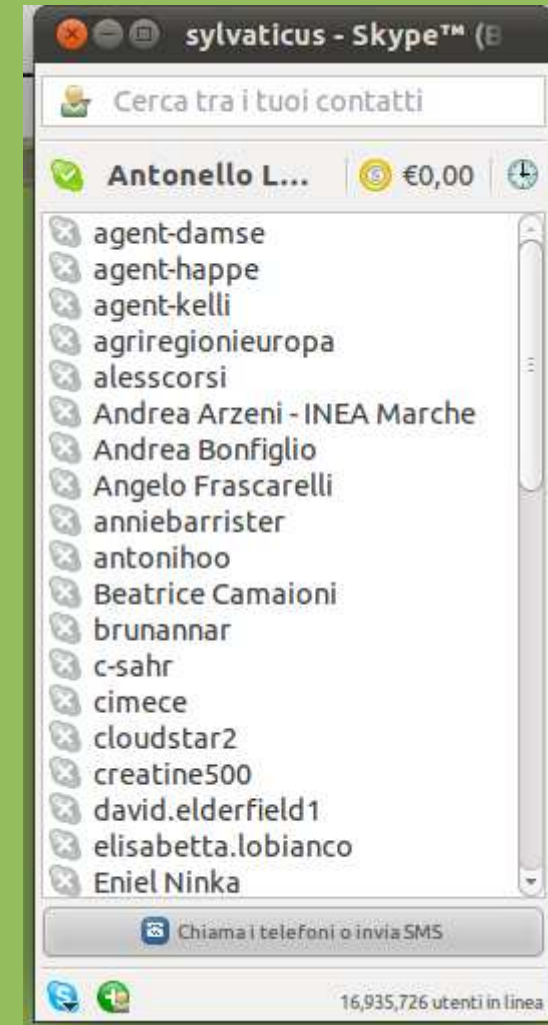 sylvaticus - Skype™ (B
Cerca tra i tuoi contatti
Antonello L... €0,00
agent-damse
agent-happe
agent-kelli
agriregionieuropa
alesscorsi
Andrea Arzeni - INEA Marche
Andrea Bonfiglio
Angelo Frascarelli
anniebarrister
antonihoo
Beatrice Camaioni
brunannar
c-sahr
cimece
cloudstar2
creatine500
david.elderfield1
elisabetta.lobianco
Eniel Ninka
Chiama i telefoni o invia SMS
16,935,726 utenti in linea